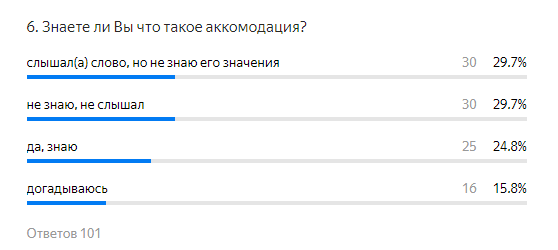 6. Знаете ли Вы что такое аккомодация?
слышал(а) слово, но не знаю его значения 30 29.7%
не знаю, не слышал 30 29.7%
да, знаю 25 24.8%
догадываюсь 16 15.8%
Ответов 101